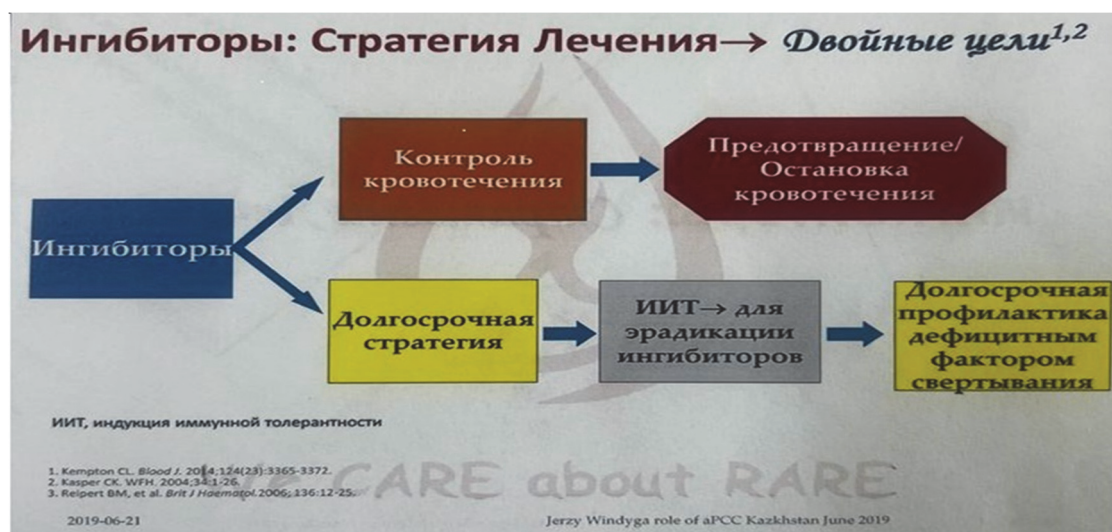 Ингибиторы: Стратегия Лечения→ Двойные цели1,2
Контроль
кровотечения
Предотвращение/
Остановка
кровотечения
Ингибиторы
Долгосрочная
стратегия
ИИТ→ для
эрадикации
ингибиторов
Долгосрочная
профилактика
дефицитным
фактором
свертывания
ИИТ, индукция иммунной толерантности
1. Kempton CL. Blood J. 2014;124(23):3365-3372.
2. Kasper CK. WFH. 2004;34:1-26.
3. Reipert BM, et al. Brit J Haematol.2006; 136:12-25.
We CARE about RARE
2019-06-21
Jerzy Windyga role of aPCC Kazkhstan June 2019